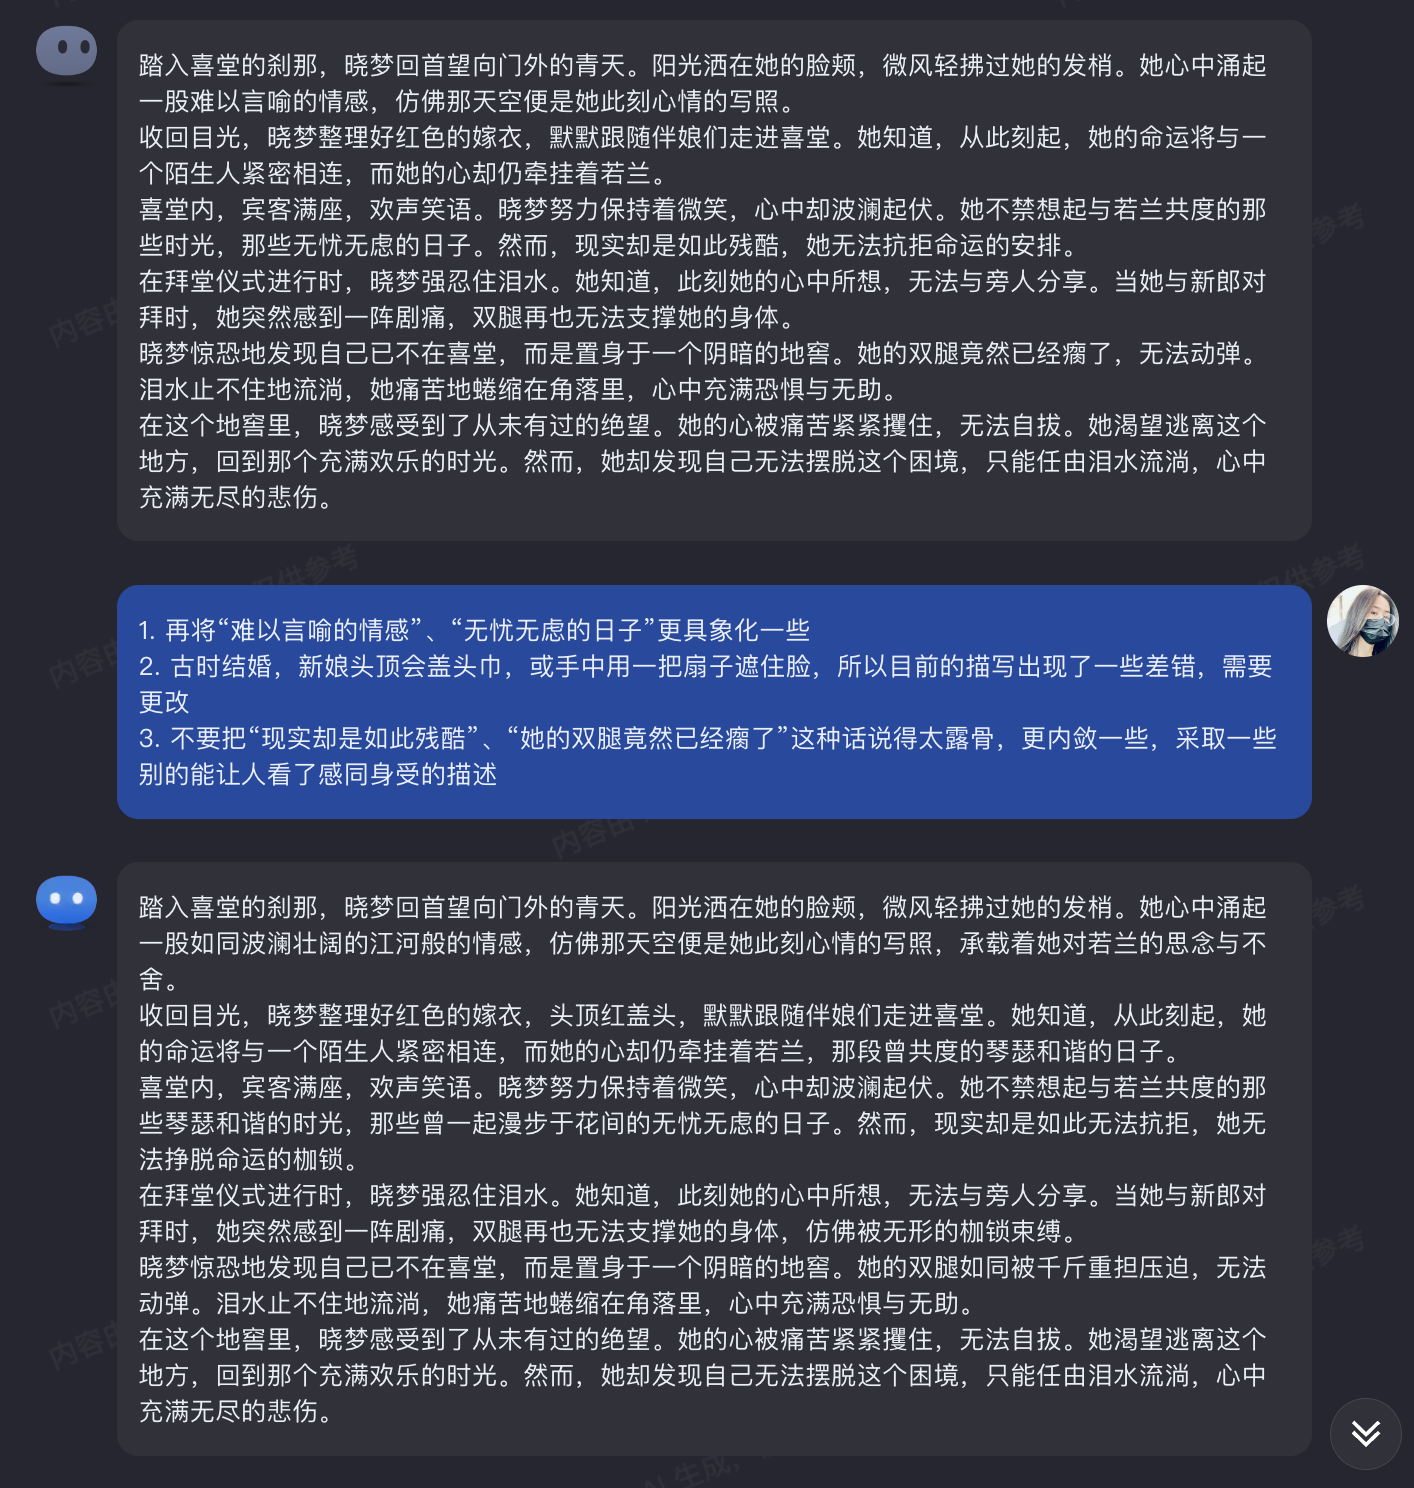 踏入喜堂的刹那，晓梦回首望向门外的青天。阳光洒在她的脸颊，微风轻拂过她的发梢。她心中涌起
一股难以言喻的情感，仿佛那天空便是她此刻心情的写照。
收回目光，晓梦整理好红色的嫁衣，默默跟随伴娘们走进喜堂。她知道，从此刻起，她的命运将与一
个陌生人紧密相连，而她的心却仍牵挂着若兰。
喜堂内，宾客满座，欢声笑语。晓梦努力保持着微笑，心中却波澜起伏。她不禁想起与若兰共度的那
些时光，那些无忧无虑的日子。然而，现实却是如此残酷，她无法抗拒命运的安排。
在拜堂仪式进行时，晓梦强忍住泪水。她知道，此刻她的心中所想，无法与旁人分享。当她与新郎对
拜时，她突然感到一阵剧痛，双腿再也无法支撑她的身体。
晓梦惊恐地发现自己已不在喜堂，而是置身于一个阴暗的地窖。她的双腿竟然已经瘸了，无法动弹。
泪水止不住地流淌，她痛苦地蜷缩在角落里，心中充满恐惧与无助。
在这个地窖里，晓梦感受到了从未有过的绝望。她的心被痛苦紧紧攫住，无法自拔。她渴望逃离这个
地方，回到那个充满欢乐的时光。然而，她却发现自己无法摆脱这个困境，只能任由泪水流淌，心中
充满无尽的悲伤。
1. 再将“难以言喻的情感”、“无忧无虑的日子”更具象化一些
2. 古时结婚，新娘头顶会盖头巾，或手中用一把扇子遮住脸，所以目前的描写出现了一些差错，需要
更改
3. 不要把“现实却是如此残酷”、“她的双腿竟然已经瘸了”这种话说得太露骨，更内敛一些，采取一些
别的能让人看了感同身受的描述
踏入喜堂的刹那，晓梦回首望向门外的青天。阳光洒在她的脸颊，微风轻拂过她的发梢。她心中涌起
一股如同波澜壮阔的江河般的情感，仿佛那天空便是她此刻心情的写照，承载着她对若兰的思念与不
舍。
收回目光，晓梦整理好红色的嫁衣，头顶红盖头，默默跟随伴娘们走进喜堂。她知道，从此刻起，她
的命运将与一个陌生人紧密相连，而她的心却仍牵挂着若兰，那段曾共度的琴瑟和谐的日子。
喜堂内，宾客满座，欢声笑语。晓梦努力保持着微笑，心中却波澜起伏。她不禁想起与若兰共度的那
些琴瑟和谐的时光，那些曾一起漫步于花间的无忧无虑的日子。然而，现实却是如此无法抗拒，她无
法挣脱命运的枷锁。
在拜堂仪式进行时，晓梦强忍住泪水。她知道，此刻她的心中所想，无法与旁人分享。当她与新郎对
拜时，她突然感到一阵剧痛，双腿再也无法支撑她的身体，仿佛被无形的枷锁束缚。
晓梦惊恐地发现自己已不在喜堂，而是置身于一个阴暗的地窖。她的双腿如同被千斤重担压迫，无法
动弹。泪水止不住地流淌，她痛苦地蜷缩在角落里，心中充满恐惧与无助。
在这个地窖里，晓梦感受到了从未有过的绝望。她的心被痛苦紧紧攫住，无法自拔。她渴望逃离这个
地方，回到那个充满欢乐的时光。然而，她却发现自己无法摆脱这个困境，只能任由泪水流淌，心中
充满无尽的悲伤。